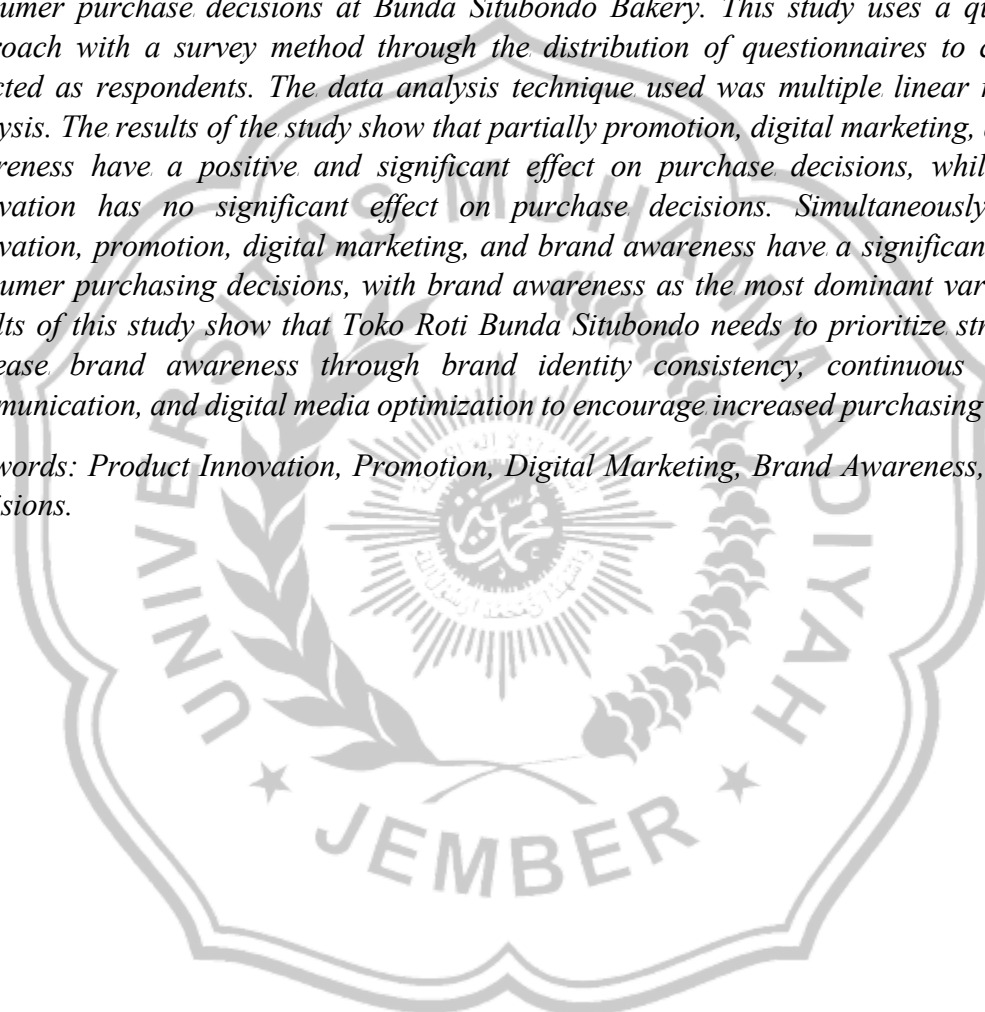 umer purchase decisions at Bunda Situbondo Bakery. This study uses a qu
roach with a survey method through the distribution of questionnaires to c
cted as respondents. The data analysis technique used was multiple linear r
ysis. The results of the study show that partially promotion, digital marketing, a
reness have a positive and significant effect on purchase decisions, whil
vation has no significant effect on purchase decisions. Simultaneously
vation, promotion, digital marketing, and brand awareness have a significant
umer purchasing decisions, with brand awareness as the most dominant var
lts of this study show that Toko Roti Bunda Situbondo needs to prioritize str
ease brand awareness through brand identity consistency, continuous
munication, and digital media optimization to encourage increased purchasing
words: Product Innovation, Promotion, Digital Marketing, Brand Awareness,
isions.
UNIVERSITAS MUHAMMADIYAH
JEMBER